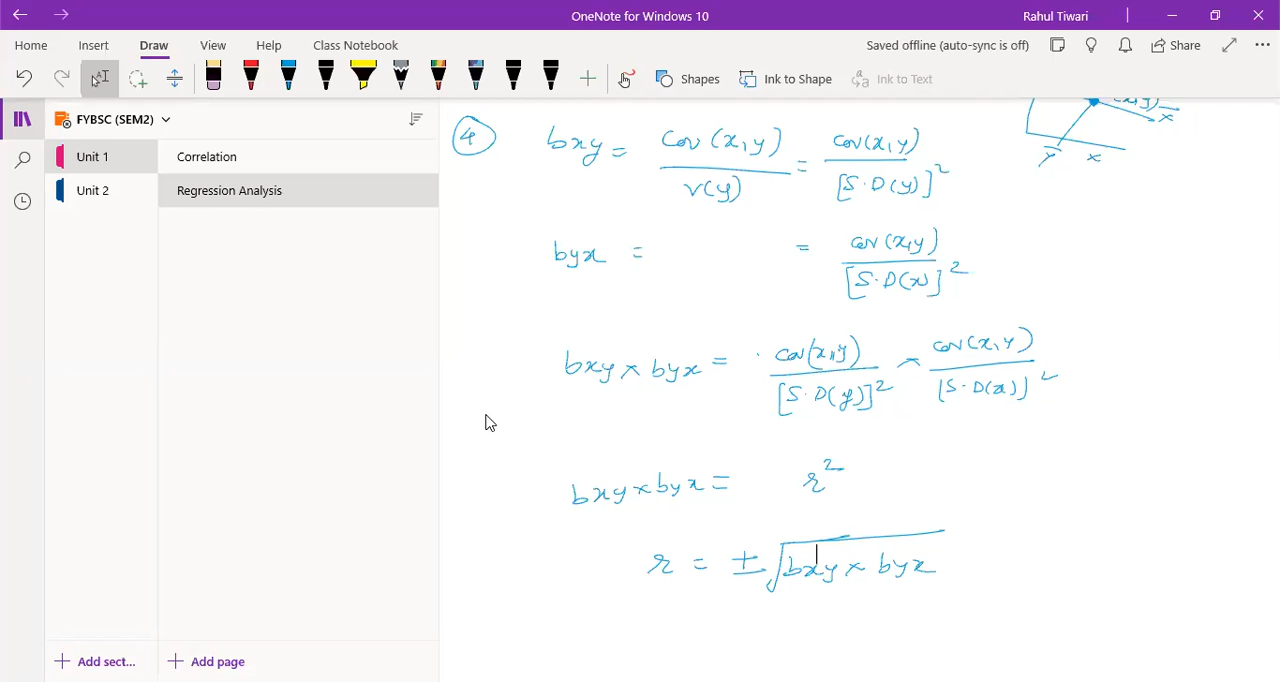 OneNote for Windows 10
Rahul Tiwari
Home Insert Draw View Help Class Notebook
Saved offline (auto-sync is off) Share
Shapes Ink to Shape Ink to Text
FYBSC (SEM2)
Unit 1
Unit 2
Correlation
Regression Analysis
Add sect... Add page
(x,y)
x̅
y̅ x
4 bxy = Cov(x,y) / V(y) = Cov(x,y) / [S.D(y)]²
byx = = Cov(x,y) / [S.D(x)]²
bxy × byx = Cov(x,y) / [S.D(y)]² × Cov(x,y) / [S.D(x)]²
bxy × byx = r²
r = ± √bxy × byx